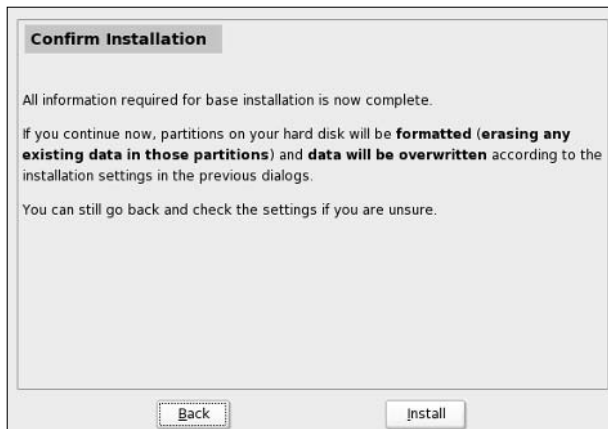 Confirm Installation
All information required for base installation is now complete.
If you continue now, partitions on your hard disk will be formatted (erasing any
existing data in those partitions) and data will be overwritten according to the
installation settings in the previous dialogs.
You can still go back and check the settings if you are unsure.
Back
Install